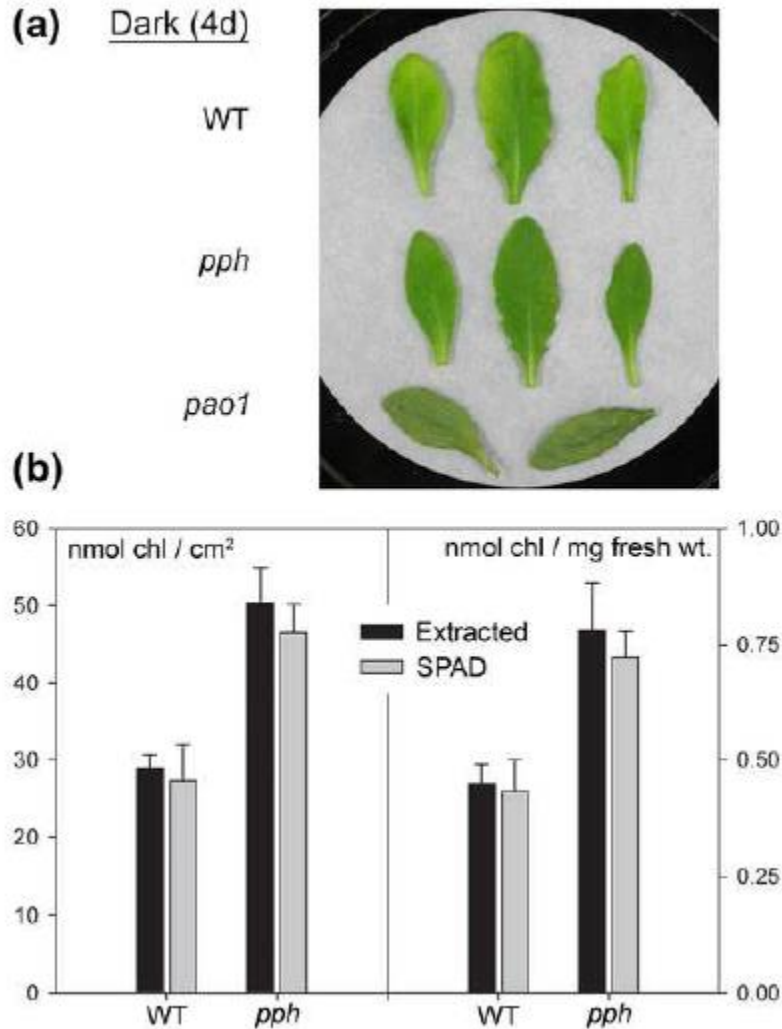 (a) Dark (4d)
WT
pph
pao1
(b)
nmol chl / cm²
nmol chl / mg fresh wt.
Extracted
SPAD
60
50
40
30
20
10
0
1.00
0.75
0.50
0.25
0.00
WT pph WT pph